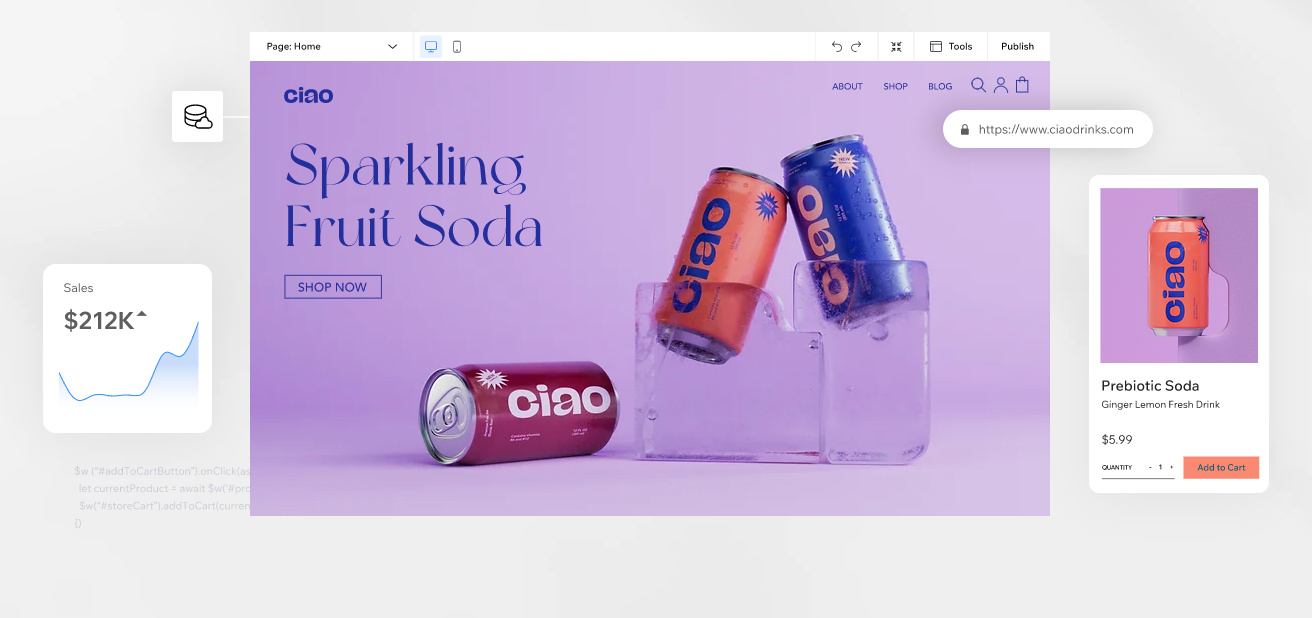 Page: Home
Tools
Publish
ciao
ABOUT
SHOP
BLOG
https://www.ciaodrinks.com
Sparkling
Fruit Soda
SHOP NOW
ciao
NEW
ciao
ciao
Sales
$212K
ciao
Prebiotic Soda
Ginger Lemon Fresh Drink
$5.99
QUANTITY
- 1 +
Add to Cart
$w ("#addToCartButton").onClick(as
let currentProduct = await $w('#pro
$w("#storeCart").addToCart(curren
{)